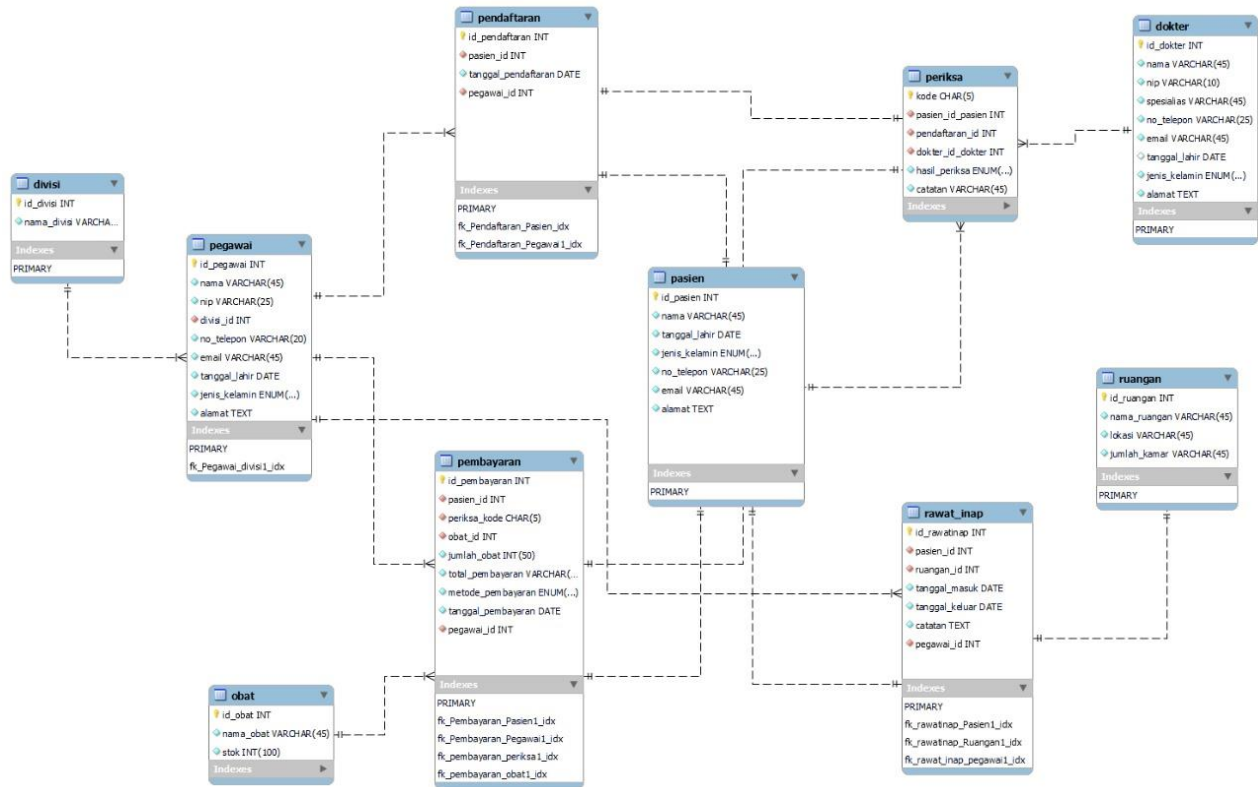 pendaftaran
id_pendaftaran INT
pasien_id INT
tanggal_pendaftaran DATE
pegawai_id INT
Indexes
PRIMARY
fk_Pendaftaran_Pasien_idx
fk_Pendaftaran_Pegawai1_idx
dokter
id_dokter INT
nama VARCHAR(45)
nip VARCHAR(10)
spesialias VARCHAR(45)
no_telepon VARCHAR(25)
email VARCHAR(45)
tanggal_lahir DATE
jenis_kelamin ENUM(...)
alamat TEXT
Indexes
PRIMARY
periksa
kode CHAR(5)
pasien_id_pasien INT
pendaftaran_id INT
dokter_id_dokter INT
hasil_periksa ENUM(...)
catatan VARCHAR(45)
Indexes
divisi
id_divisi INT
nama_divisi VARCHA...
Indexes
PRIMARY
pegawai
id_pegawai INT
nama VARCHAR(45)
nip VARCHAR(25)
divisi_id INT
no_telepon VARCHAR(20)
email VARCHAR(45)
tanggal_lahir DATE
jenis_kelamin ENUM(...)
alamat TEXT
Indexes
PRIMARY
fk_Pegawai_divisi1_idx
pasien
id_pasien INT
nama VARCHAR(45)
tanggal_lahir DATE
jenis_kelamin ENUM(...)
no_telepon VARCHAR(25)
email VARCHAR(45)
alamat TEXT
Indexes
PRIMARY
ruangan
id_ruangan INT
nama_ruangan VARCHAR(45)
lokasi VARCHAR(45)
jumlah_kamar VARCHAR(45)
Indexes
PRIMARY
pembayaran
id_pembayaran INT
pasien_id INT
periksa_kode CHAR(5)
obat_id INT
jumlah_obat INT(50)
total_pembayaran VARCHAR(...
metode_pembayaran ENUM(...)
tanggal_pembayaran DATE
pegawai_id INT
Indexes
PRIMARY
fk_Pembayaran_Pasien1_idx
fk_Pembayaran_Pegawai1_idx
fk_pembayaran_periksa1_idx
fk_pembayaran_obat1_idx
rawat_inap
id_rawatinap INT
pasien_id INT
ruangan_id INT
tanggal_masuk DATE
tanggal_keluar DATE
catatan TEXT
pegawai_id INT
Indexes
PRIMARY
fk_rawatinap_Pasien1_idx
fk_rawatinap_Ruangan1_idx
fk_rawat_inap_pegawai1_idx
obat
id_obat INT
nama_obat VARCHAR(45)
stok INT(100)
Indexes